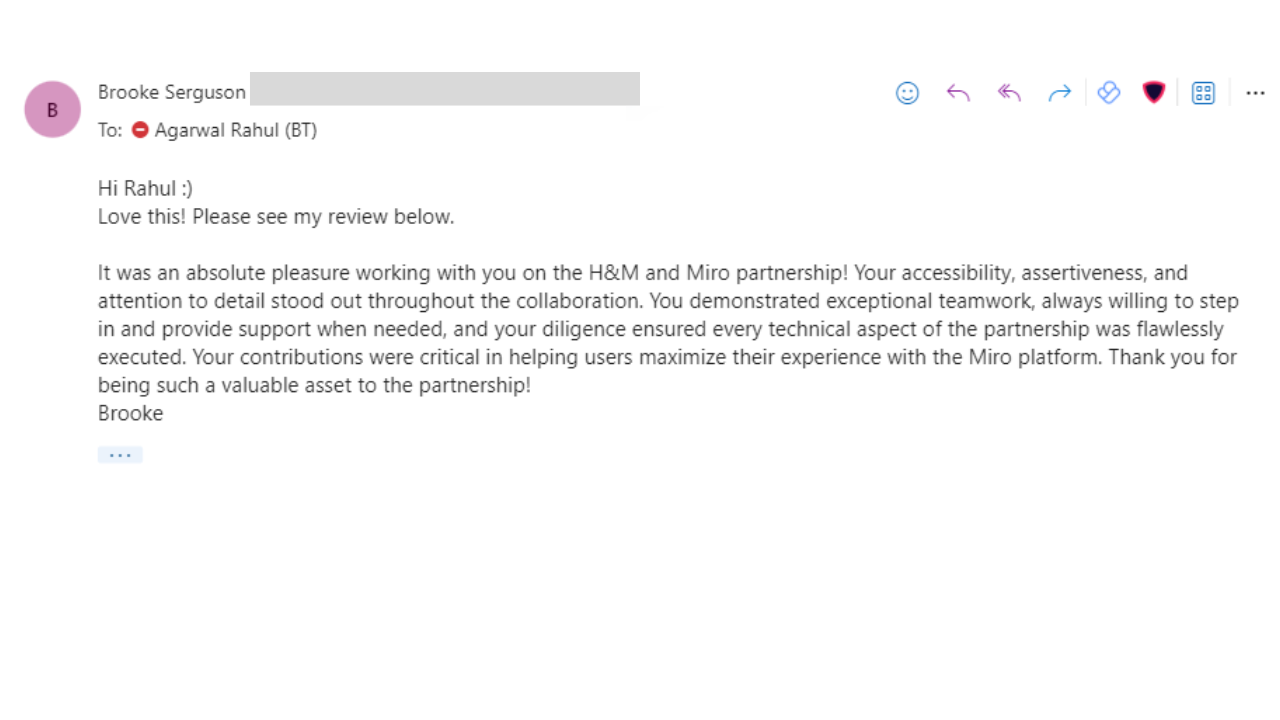 Brooke Serguson
B
To: Agarwal Rahul (BT)
Hi Rahul :)
Love this! Please see my review below.
It was an absolute pleasure working with you on the H&M and Miro partnership! Your accessibility, assertiveness, and
attention to detail stood out throughout the collaboration. You demonstrated exceptional teamwork, always willing to step
in and provide support when needed, and your diligence ensured every technical aspect of the partnership was flawlessly
executed. Your contributions were critical in helping users maximize their experience with the Miro platform. Thank you for
being such a valuable asset to the partnership!
Brooke